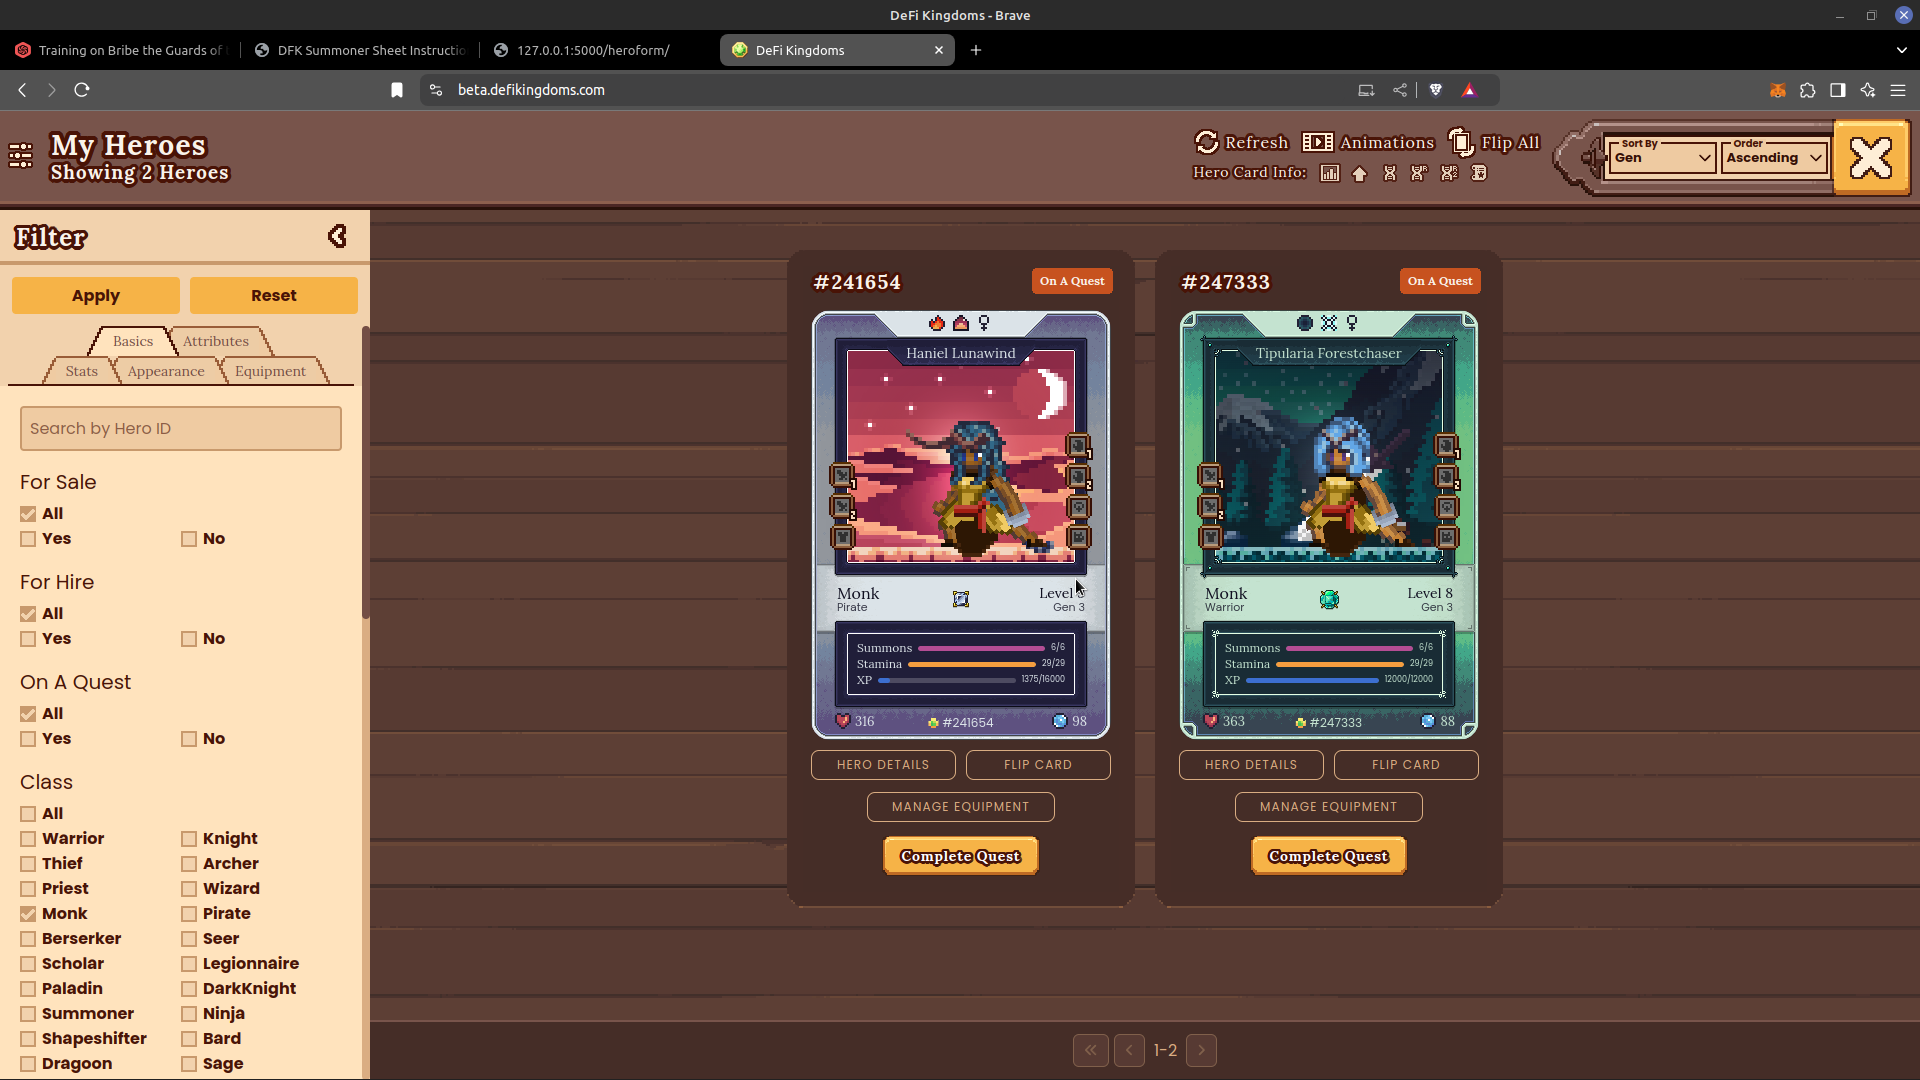 DeFi Kingdoms - Brave
Training on Bribe the Guards of
DFK Summoner Sheet Instructio
127.0.0.1:5000/heroform/
DeFi Kingdoms
beta.defikingdoms.com
My Heroes
Showing 2 Heroes
Refresh
Animations
Flip All
Hero Card Info:
Sort By
Gen
Order
Ascending
Filter
Apply
Reset
Basics
Attributes
Stats
Appearance
Equipment
Search by Hero ID
For Sale
All
Yes
No
For Hire
All
Yes
No
On A Quest
All
Yes
No
Class
All
Warrior
Knight
Thief
Archer
Priest
Wizard
Monk
Pirate
Berserker
Seer
Scholar
Legionnaire
Paladin
DarkKnight
Summoner
Ninja
Shapeshifter
Bard
Dragoon
Sage
#241654
On A Quest
Haniel Lunawind
1
2
1
2
Monk
Pirate
Level
Gen 3
Summons 6/6
Stamina 29/29
XP 1375/16000
316
#241654
98
HERO DETAILS
FLIP CARD
MANAGE EQUIPMENT
Complete Quest
#247333
On A Quest
Tipularia Forestchaser
1
2
1
2
Monk
Warrior
Level 8
Gen 3
Summons 6/6
Stamina 29/29
XP 12000/12000
363
#247333
88
HERO DETAILS
FLIP CARD
MANAGE EQUIPMENT
Complete Quest
1-2